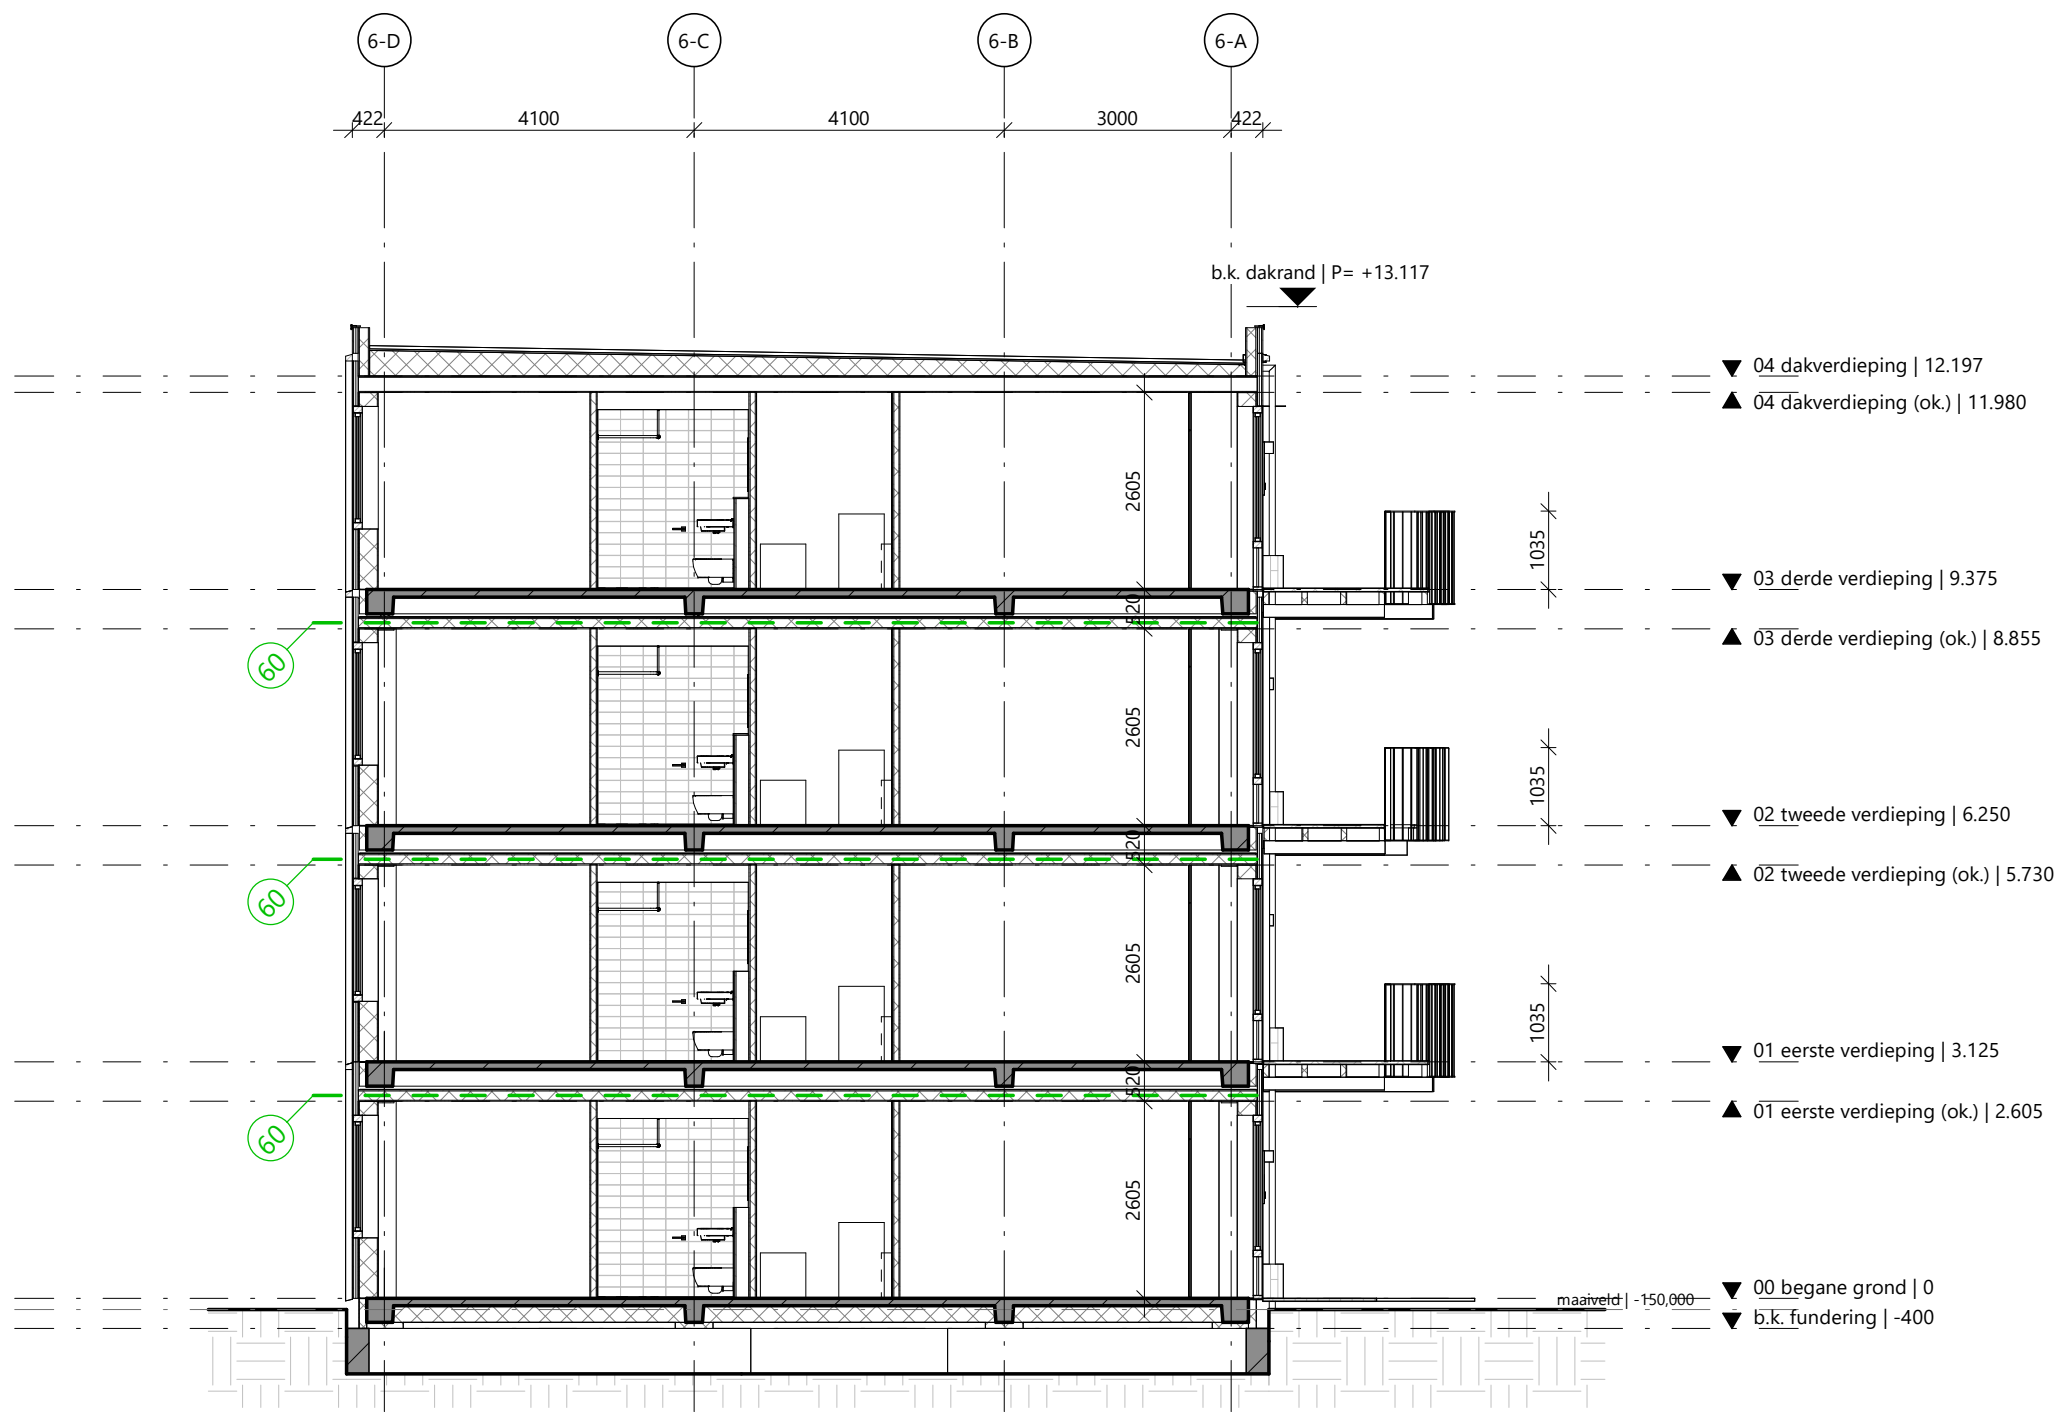 6-D
6-C
6-B
6-A
422
4100
4100
3000
422
b.k. dakrand | P= +13.117
04 dakverdieping | 12.197
04 dakverdieping (ok.) | 11.980
2605
1035
03 derde verdieping | 9.375
520
03 derde verdieping (ok.) | 8.855
60
2605
1035
02 tweede verdieping | 6.250
520
02 tweede verdieping (ok.) | 5.730
60
2605
1035
01 eerste verdieping | 3.125
520
01 eerste verdieping (ok.) | 2.605
60
2605
00 begane grond | 0
maaiveld | -150,000
b.k. fundering | -400